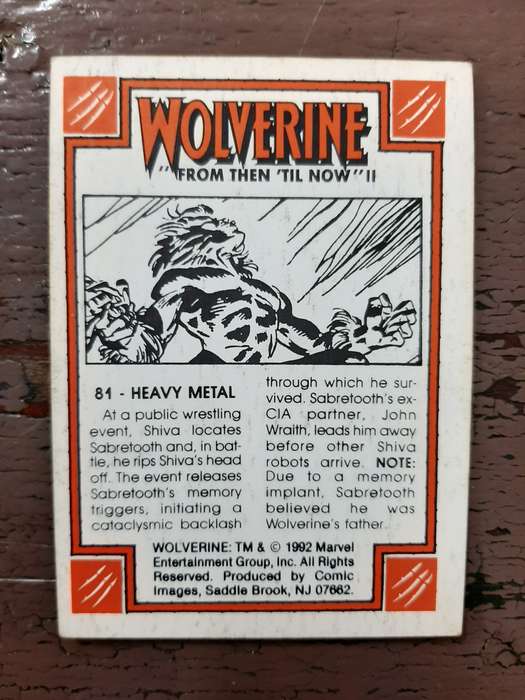 WOLVERINE
"FROM THEN 'TIL NOW" II
81 - HEAVY METAL
At a public wrestling
event, Shiva locates
Sabretooth and, in bat-
tle, he rips Shiva's head
off. The event releases
Sabretooth's memory
triggers, initiating a
cataclysmic backlash
through which he sur-
vived. Sabretooth's ex-
CIA partner, John
Wraith, leads him away
before other Shiva
robots arrive. NOTE:
Due to a memory
implant, Sabretooth
believed he was
Wolverine's father.
WOLVERINE: TM & © 1992 Marvel
Entertainment Group, Inc. All Rights
Reserved. Produced by Comic
Images, Saddle Brook, NJ 07662.